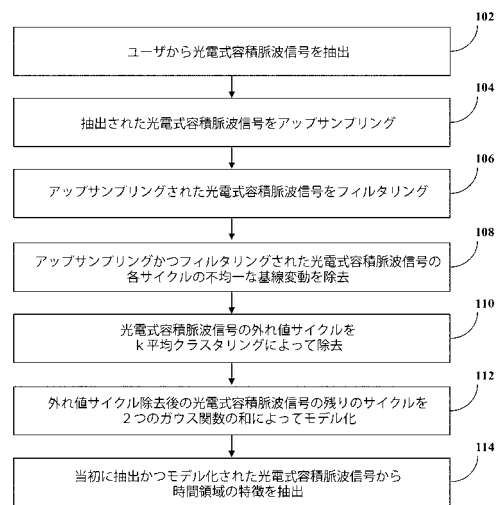 102
ユーザから光電式容積脈波信号を抽出
104
抽出された光電式容積脈波信号をアップサンプリング
106
アップサンプリングされた光電式容積脈波信号をフィルタリング
108
アップサンプリングかつフィルタリングされた光電式容積脈波信号の
各サイクルの不均一な基線変動を除去
110
光電式容積脈波信号の外れ値サイクルを
k平均クラスタリングによって除去
112
外れ値サイクル除去後の光電式容積脈波信号の残りのサイクルを
2つのガウス関数の和によってモデル化
114
当初に抽出かつモデル化された光電式容積脈波信号から
時間領域の特徴を抽出